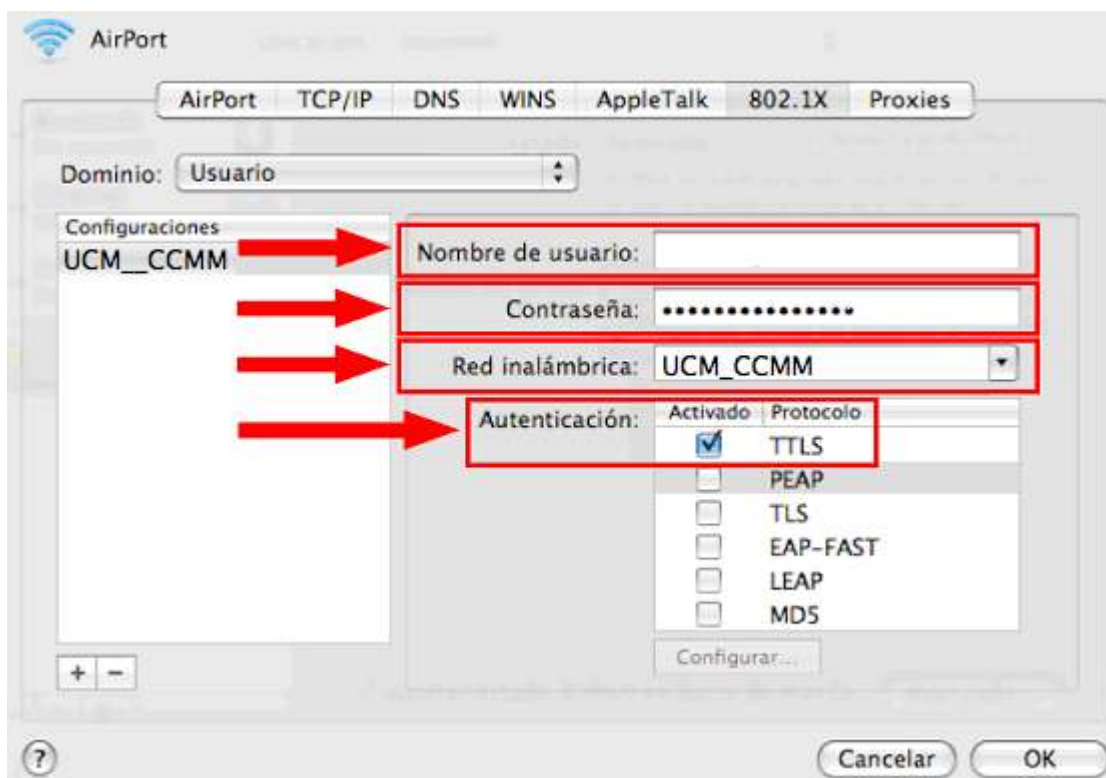 AirPort
AirPort TCP/IP DNS WINS AppleTalk 802.1X Proxies
Dominio: Usuario
Configuraciones
UCM__CCMM
Nombre de usuario:
Contraseña: •••••••••••••••
Red inalámbrica: UCM_CCMM
Autenticación: Activado Protocolo
TTLS
PEAP
TLS
EAP-FAST
LEAP
MD5
Configurar...
+ −
? Cancelar OK